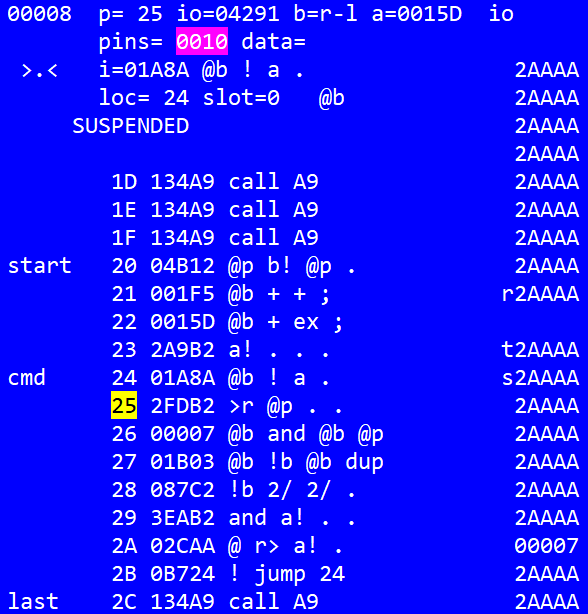 00008 p= 25 io=04291 b=r-l a=0015D io
pins= 0010 data=
>.< i=01A8A @b ! a . 2AAAA
loc= 24 slot=0 @b 2AAAA
SUSPENDED 2AAAA
2AAAA
1D 134A9 call A9 2AAAA
1E 134A9 call A9 2AAAA
1F 134A9 call A9 2AAAA
start 20 04B12 @p b! @p . 2AAAA
21 001F5 @b + + ; r2AAAA
22 0015D @b + ex ;
23 2A9B2 a! . . . t2AAAA
cmd 24 01A8A @b ! a . s2AAAA
25 2FDB2 >r @p . . 2AAAA
26 00007 @b and @b @p 2AAAA
27 01B03 @b !b @b dup 2AAAA
28 087C2 !b 2/ 2/ . 2AAAA
29 3EAB2 and a! . . 2AAAA
2A 02CAA @ r> a! . 00007
2B 0B724 ! jump 24 2AAAA
last 2C 134A9 call A9 2AAAA